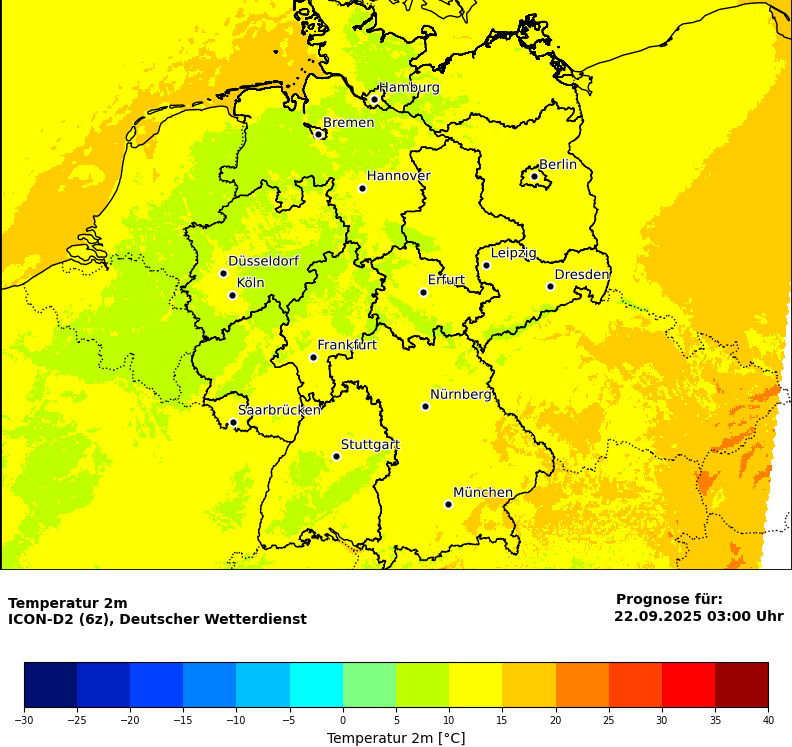 Hamburg
Bremen
Berlin
Hannover
Leipzig
Düsseldorf
Dresden
Köln
Erfurt
Frankfurt
Nürnberg
Saarbrücken
Stuttgart
München
Temperatur 2m
ICON-D2 (6z), Deutscher Wetterdienst
Prognose für:
22.09.2025 03:00 Uhr
−30 −25 −20 −15 −10 −5 0 5 10 15 20 25 30 35 40
Temperatur 2m [°C]